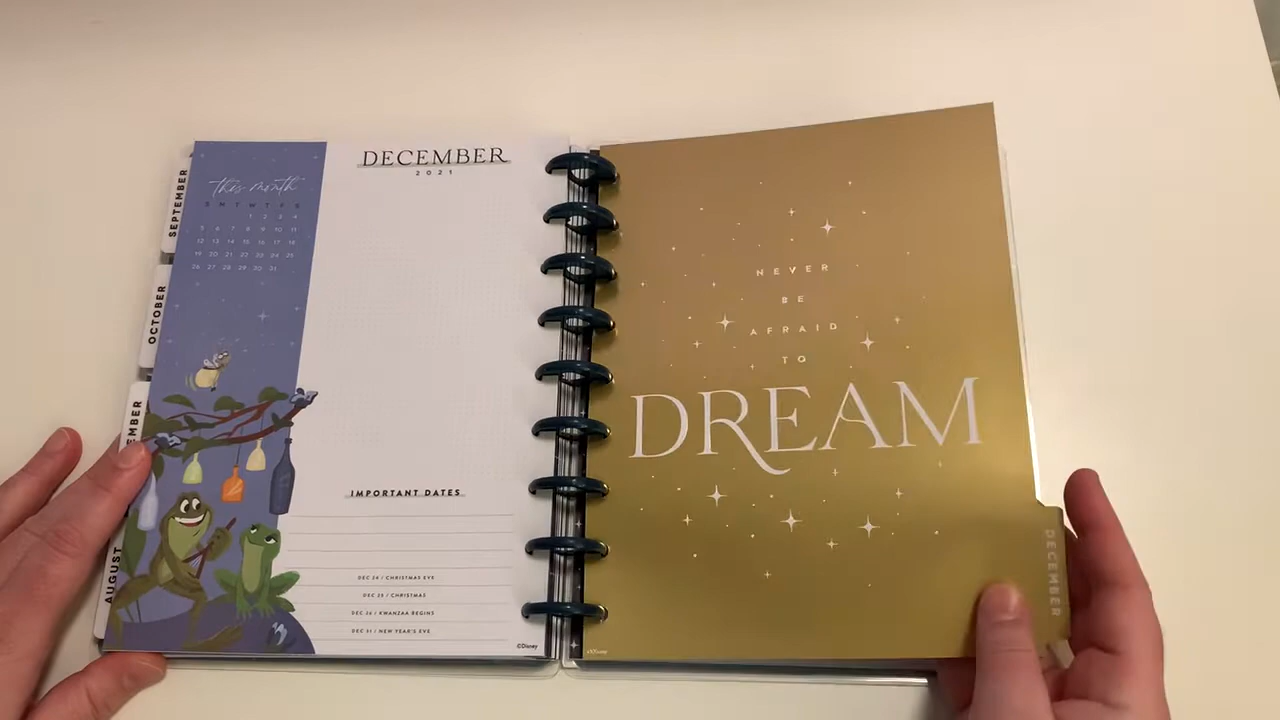 SEPTEMBER
OCTOBER
EMBER
AUGUST
this month
S M T W T F S
1 2 3 4
5 6 7 8 9 10 11
12 13 14 15 16 17 18
19 20 21 22 23 24 25
26 27 28 29 30 31
DECEMBER
2021
IMPORTANT DATES
DEC 24 / CHRISTMAS EVE
DEC 25 / CHRISTMAS
DEC 26 / KWANZAA BEGINS
DEC 31 / NEW YEAR'S EVE
©Disney
NEVER
BE
AFRAID
TO
DREAM
DECEMBER
©Disney